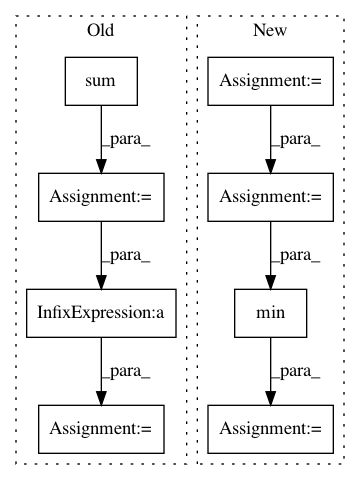 Old
New
sum
Assignment:=
_para_
_para_
Assignment:=
Assignment:=
_para_
_para_
InfixExpression:a
min
_para_
_para_
Assignment:=
Assignment:=